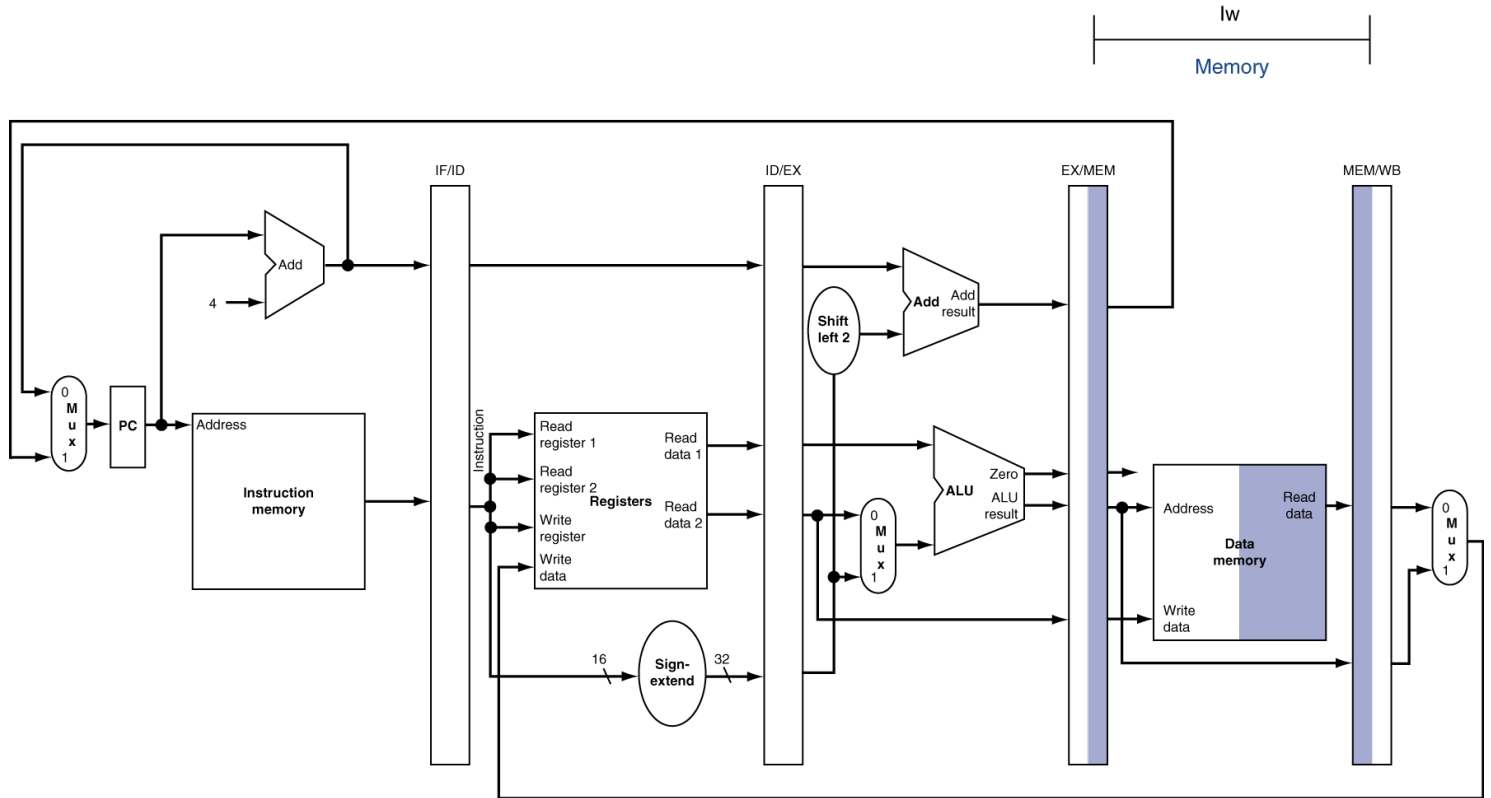 lw
Memory
IF/ID
ID/EX
EX/MEM
MEM/WB
Add
4
Add
Add
result
Shift
left 2
0
M
u
x
1
PC
Address
Instruction
memory
Instruction
Read
register 1
Read
register 2
Write
register
Write
data
Registers
Read
data 1
Read
data 2
16
Sign-
extend
32
0
M
u
x
1
ALU
Zero
ALU
result
Address
Read
data
Data
memory
Write
data
0
M
u
x
1